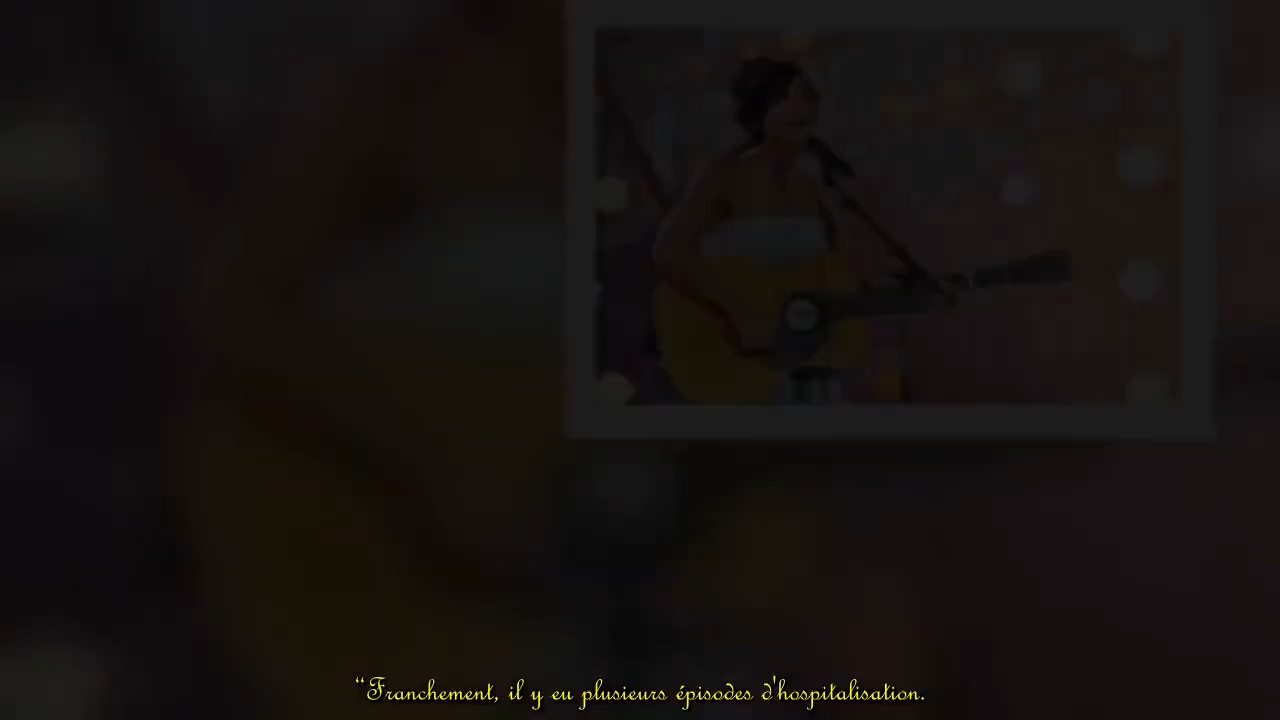 “Franchement, il y eu plusieurs épisodes d'hospitalisation.